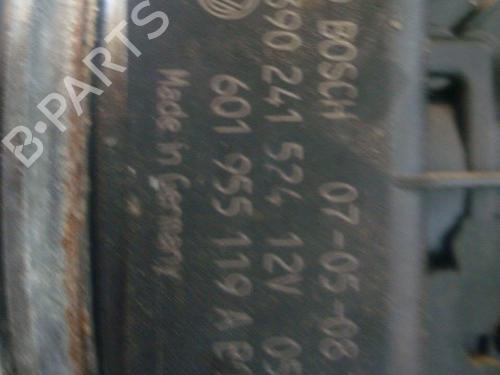 BOSCH 07-05-08
390 241 524 12V
601 955 119 A
Made in Germany
B-PARTS